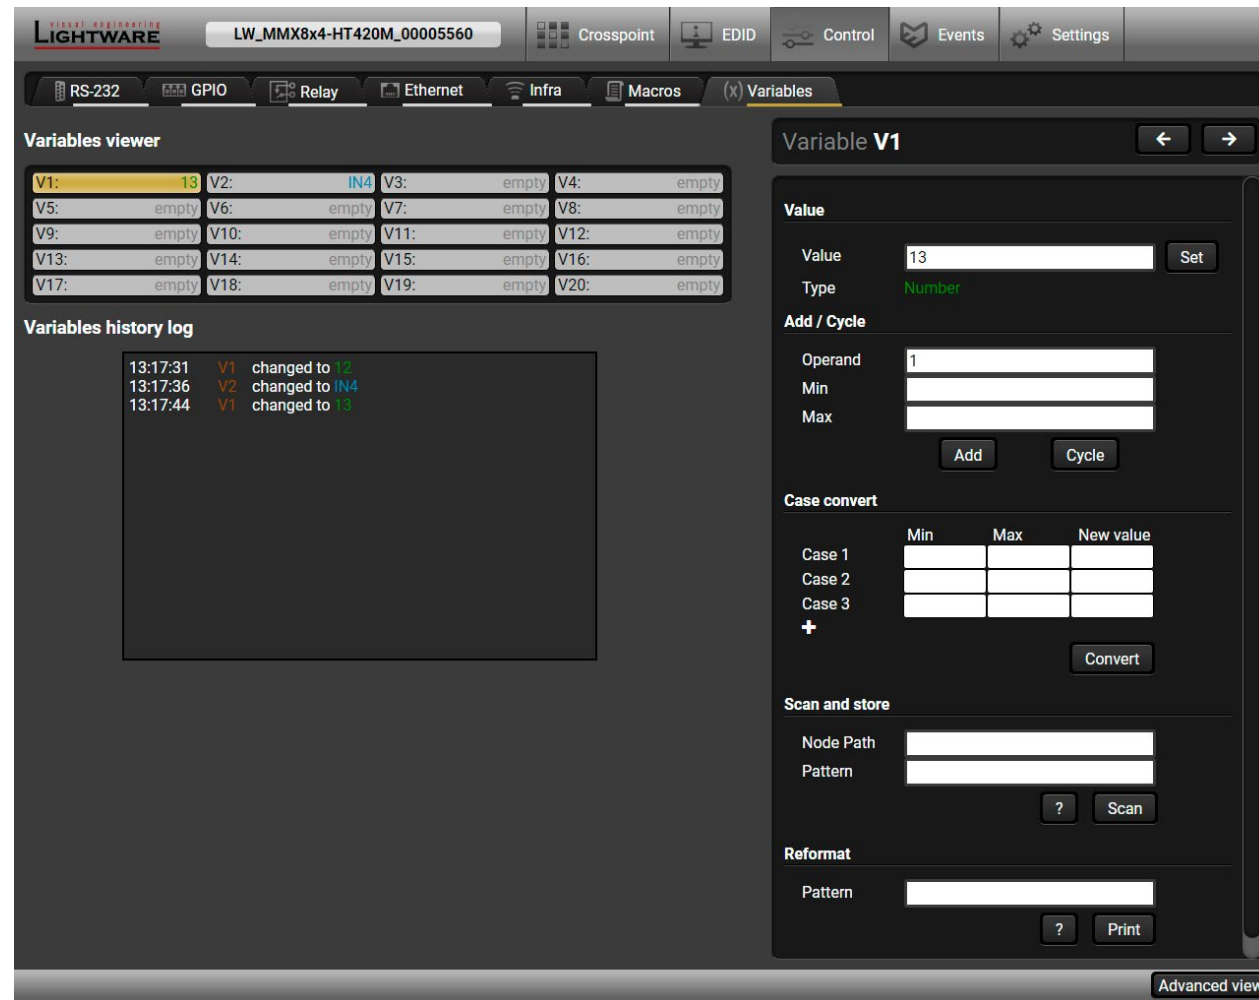 visual engineering
LIGHTWARE
LW_MMX8x4-HT420M_00005560
Crosspoint
EDID
Control
Events
Settings
RS-232
GPIO
Relay
Ethernet
Infra
Macros
(x) Variables
Variables viewer
V1: 13 V2: IN4 V3: empty V4: empty
V5: empty V6: empty V7: empty V8: empty
V9: empty V10: empty V11: empty V12: empty
V13: empty V14: empty V15: empty V16: empty
V17: empty V18: empty V19: empty V20: empty
Variables history log
13:17:31 V1 changed to 12
13:17:36 V2 changed to IN4
13:17:44 V1 changed to 13
Variable V1
Value
Value 13 Set
Type Number
Add / Cycle
Operand 1
Min
Max
Add Cycle
Case convert
Min Max New value
Case 1
Case 2
Case 3
Convert
Scan and store
Node Path
Pattern
? Scan
Reformat
Pattern
? Print
Advanced view